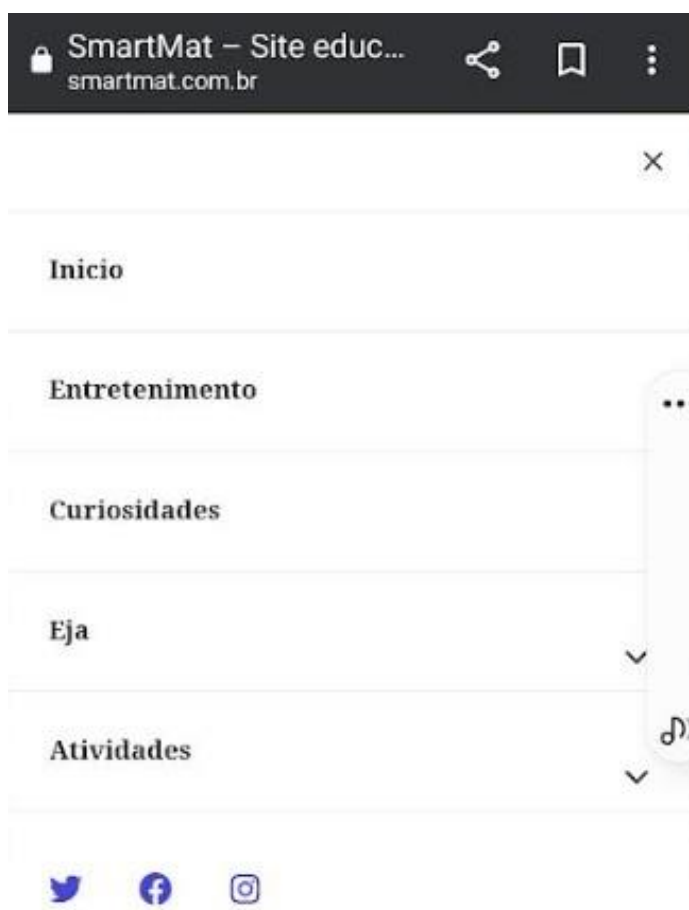 SmartMat – Site educ...
smartmat.com.br
Inicio
Entretenimento
Curiosidades
Eja
Atividades